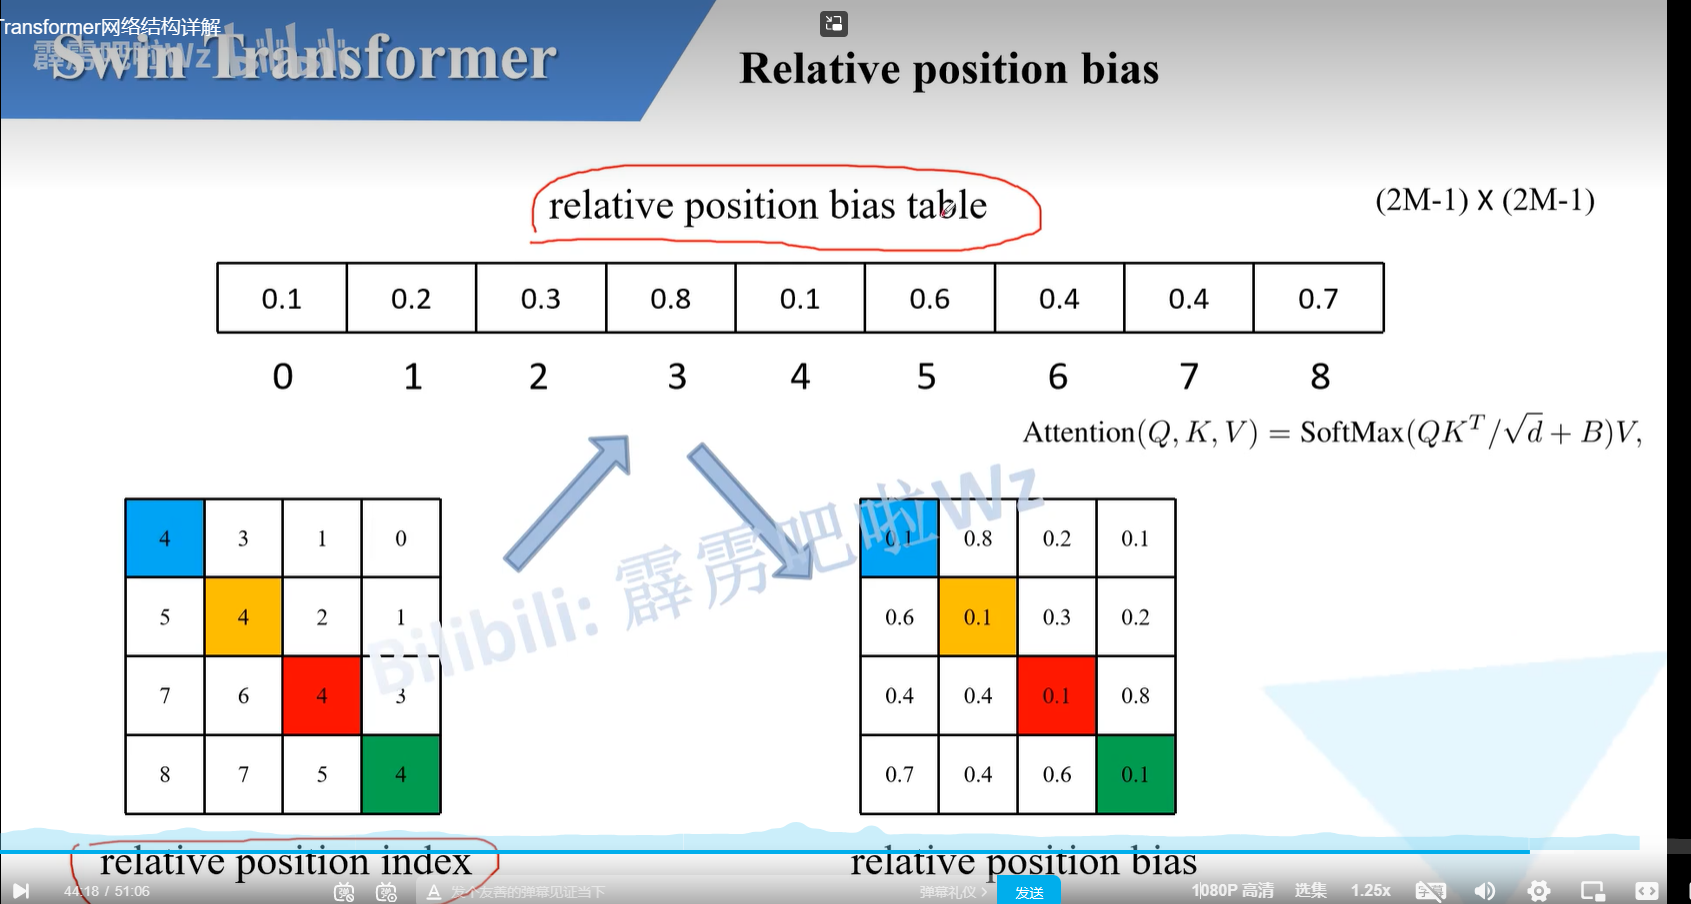 Transformer网络结构详解
霹雳吧啦Wz
bilibili
Swin Transformer
Relative position bias
relative position bias table
(2M-1) X (2M-1)
0.1 0.2 0.3 0.8 0.1 0.6 0.4 0.4 0.7
0 1 2 3 4 5 6 7 8
Attention(Q, K, V) = SoftMax(QK^T/√d + B)V,
4 3 1 0
5 4 2 1
7 6 4 3
8 7 5 4
0.1 0.8 0.2 0.1
0.6 0.1 0.3 0.2
0.4 0.4 0.1 0.8
0.7 0.4 0.6 0.1
Bilibili: 霹雳吧啦Wz
relative position index
relative position bias
44:18 / 51:06
发个友善的弹幕见证当下
弹幕礼仪 >
发送
1080P 高清
选集
1.25x
字幕